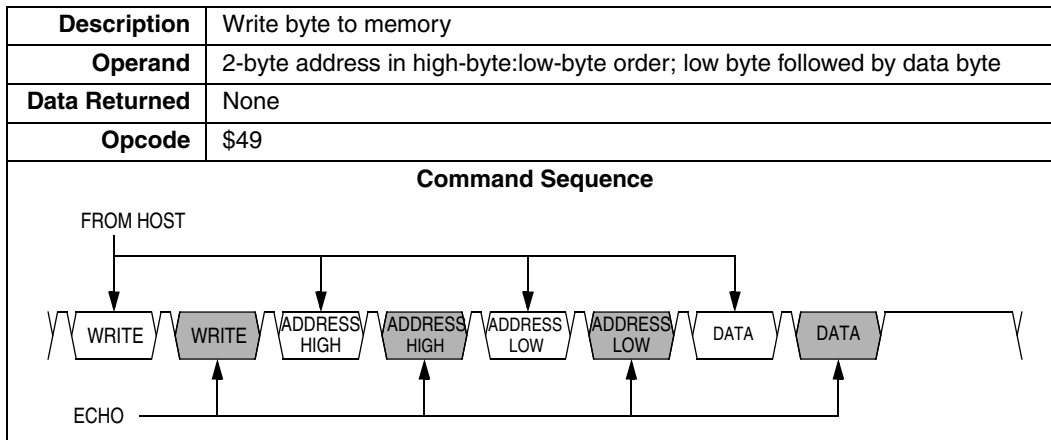 Description Write byte to memory
Operand 2-byte address in high-byte:low-byte order; low byte followed by data byte
Data Returned None
Opcode $49
Command Sequence
FROM HOST
WRITE WRITE ADDRESS HIGH ADDRESS HIGH ADDRESS LOW ADDRESS LOW DATA DATA
ECHO